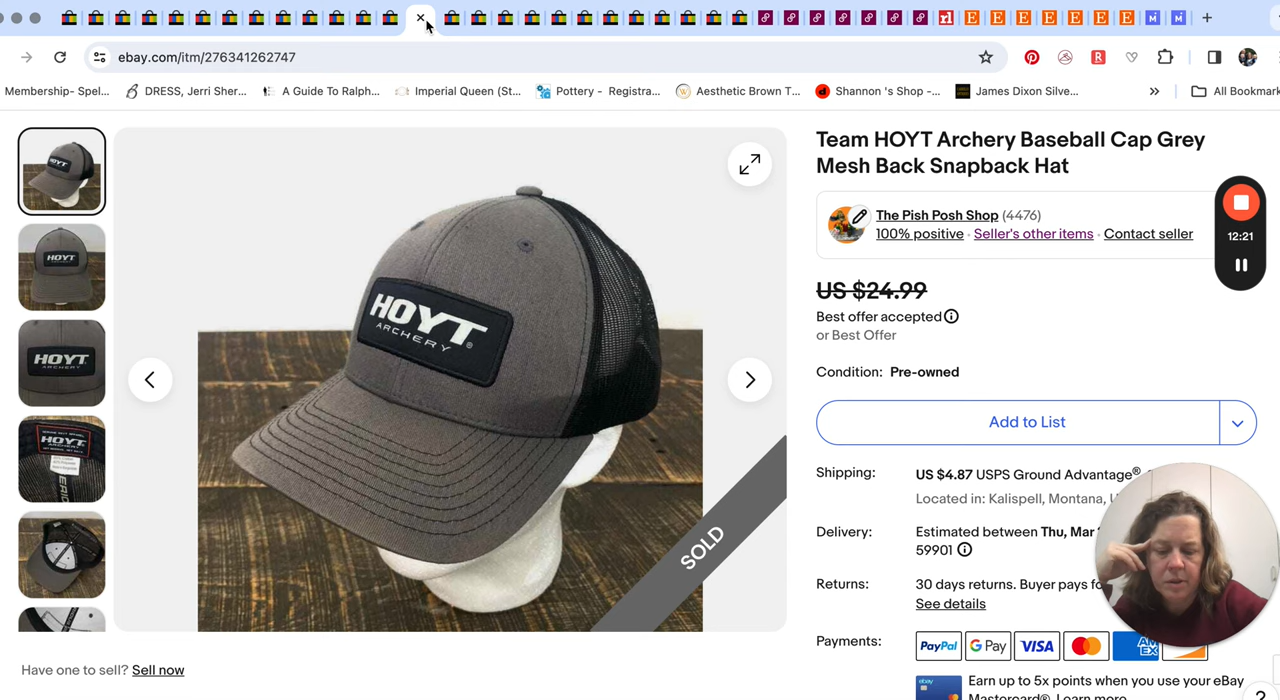 ebay.com/itm/276341262747
Membership- Spel...
DRESS, Jerri Sher...
A Guide To Ralph...
Imperial Queen (St...
Pottery - Registra...
Aesthetic Brown T...
Shannon 's Shop -...
James Dixon Silve...
» All Bookmar
Team HOYT Archery Baseball Cap Grey
Mesh Back Snapback Hat
The Pish Posh Shop (4476)
100% positive · Seller's other items · Contact seller
12:21
US $24.99
Best offer accepted
or Best Offer
Condition: Pre-owned
Add to List
Shipping: US $4.87 USPS Ground Advantage®
Located in: Kalispell, Montana,
Delivery: Estimated between Thu, Mar
59901
Returns: 30 days returns. Buyer pays fo
See details
Payments: PayPal G Pay VISA AM EX
Earn up to 5x points when you use your eBay
Mastercard®. Learn more
HOYT
ARCHERY®
SOLD
HOYT
HOYT
HOYT
Have one to sell? Sell now